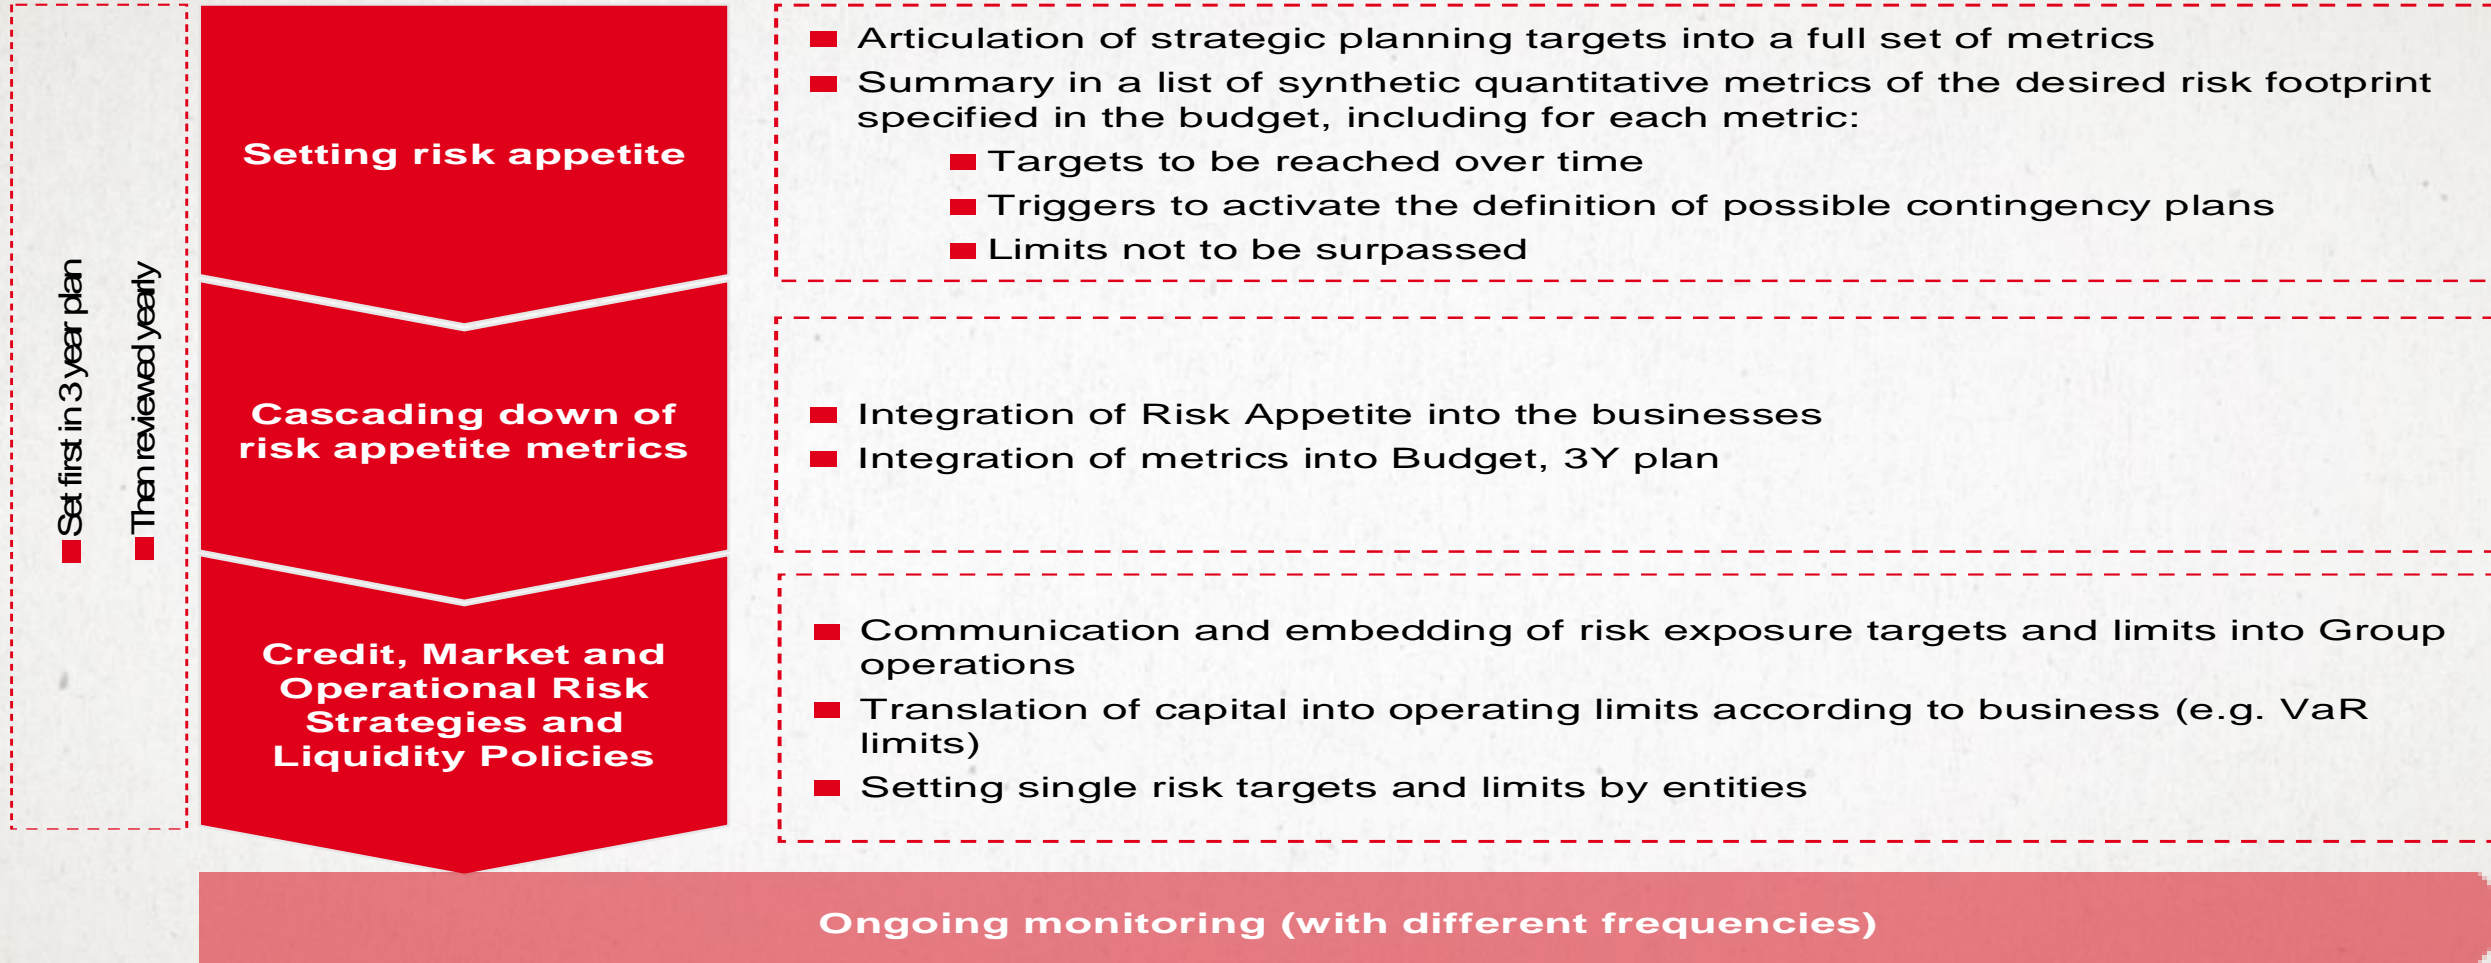 Set first in 3 year plan
Then reviewed yearly
Setting risk appetite
Articulation of strategic planning targets into a full set of metrics
Summary in a list of synthetic quantitative metrics of the desired risk footprint
specified in the budget, including for each metric:
Targets to be reached over time
Triggers to activate the definition of possible contingency plans
Limits not to be surpassed
Cascading down of
risk appetite metrics
Integration of Risk Appetite into the businesses
Integration of metrics into Budget, 3Y plan
Credit, Market and
Operational Risk
Strategies and
Liquidity Policies
Communication and embedding of risk exposure targets and limits into Group
operations
Translation of capital into operating limits according to business (e.g. VaR
limits)
Setting single risk targets and limits by entities
Ongoing monitoring (with different frequencies)